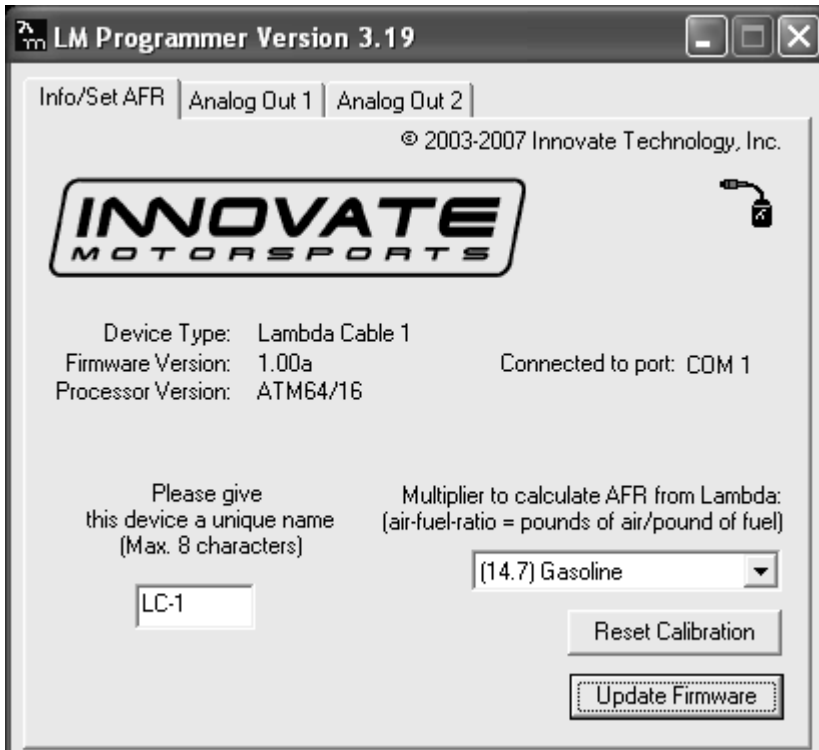 LM Programmer Version 3.19
Info/Set AFR
Analog Out 1
Analog Out 2
© 2003-2007 Innovate Technology, Inc.
INNOVATE
MOTORSPORTS
Device Type: Lambda Cable 1
Firmware Version: 1.00a
Connected to port: COM 1
Processor Version: ATM64/16
Please give
this device a unique name
(Max. 8 characters)
LC-1
Multiplier to calculate AFR from Lambda:
(air-fuel-ratio = pounds of air/pound of fuel)
(14.7) Gasoline
Reset Calibration
Update Firmware